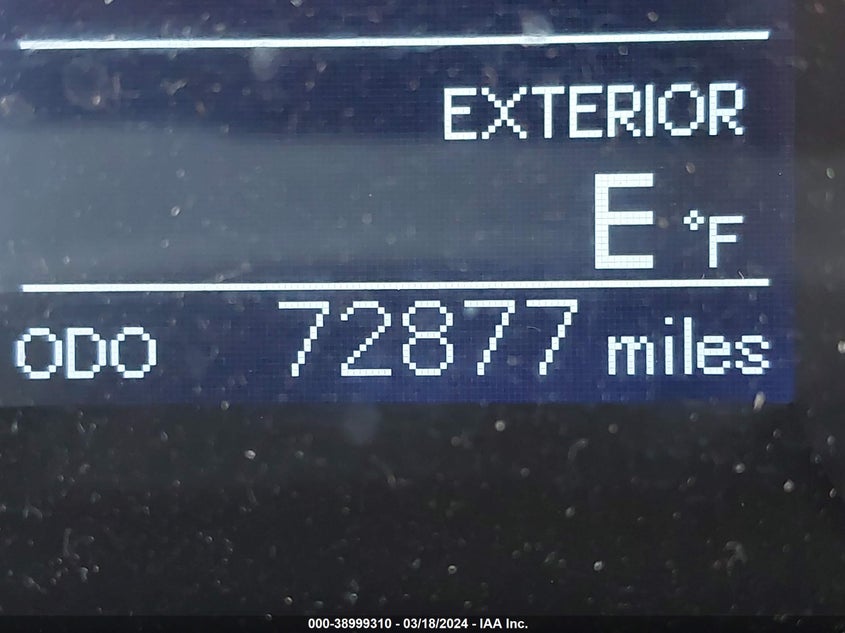 EXTERIOR
E °F
ODO 72877 miles
000-38999310 - 03/18/2024 - IAA Inc.